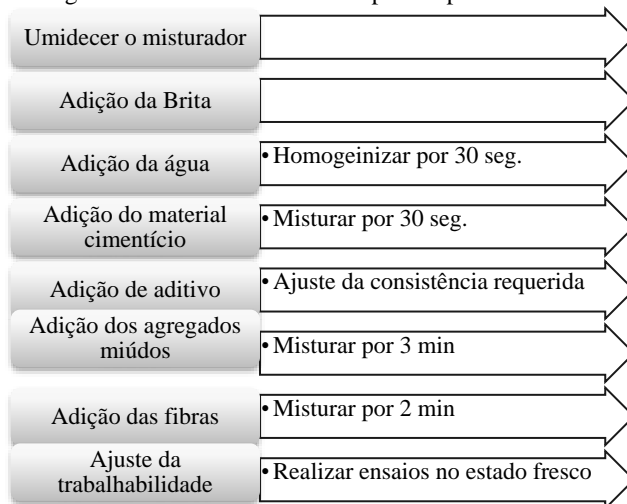 Umidecer o misturador
Adição da Brita
Adição da água
• Homogeinizar por 30 seg.
Adição do material
cimentício
• Misturar por 30 seg.
Adição de aditivo
• Ajuste da consistência requerida
Adição dos agregados
miúdos
• Misturar por 3 min
Adição das fibras
• Misturar por 2 min
Ajuste da
trabalhabilidade
• Realizar ensaios no estado fresco